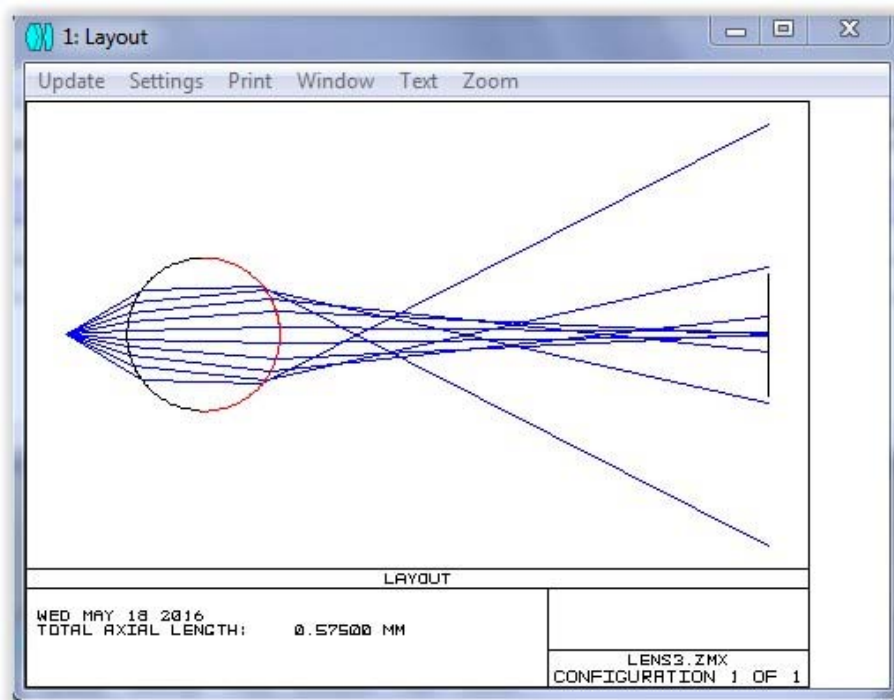 1: Layout
Update Settings Print Window Text Zoom
LAYOUT
WED MAY 18 2016
TOTAL AXIAL LENGTH: 0.57500 MM
LENS3.ZMX
CONFIGURATION 1 OF 1